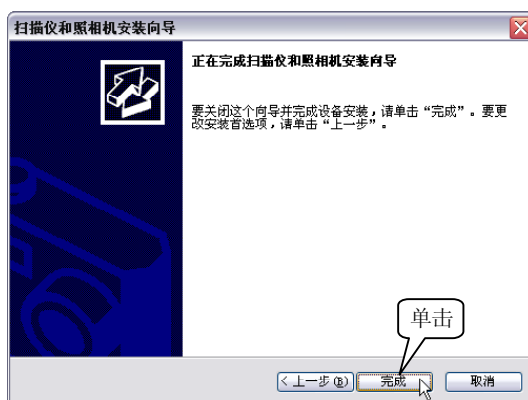 扫描仪和照相机安装向导
正在完成扫描仪和照相机安装向导
要关闭这个向导并完成设备安装，请单击“完成”。要更
改安装首选项，请单击“上一步”。
单击
< 上一步(B)
完成
取消